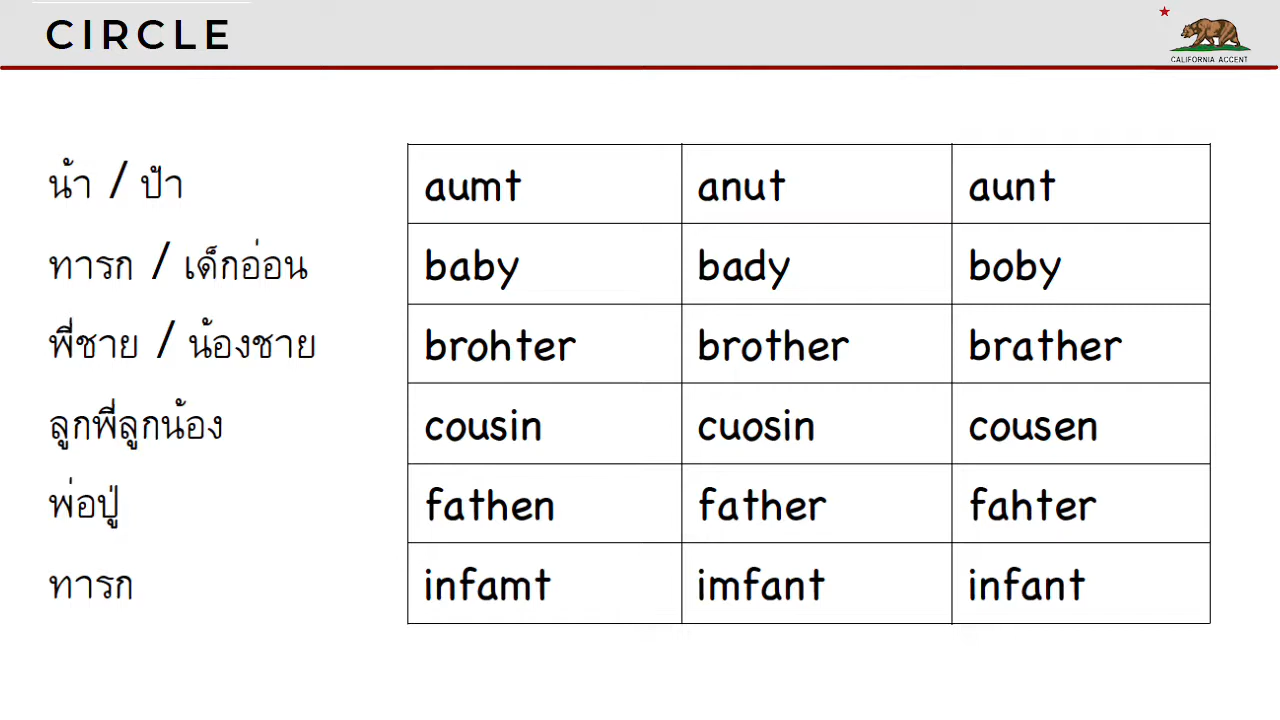 CIRCLE
CALIFORNIA ACCENT
น้า / ป้า aumt anut aunt
ทารก / เด็กอ่อน baby bady boby
พี่ชาย / น้องชาย brohter brother brather
ลูกพี่ลูกน้อง cousin cuosin cousen
พ่อปู่ fathen father fahter
ทารก infamt imfant infant